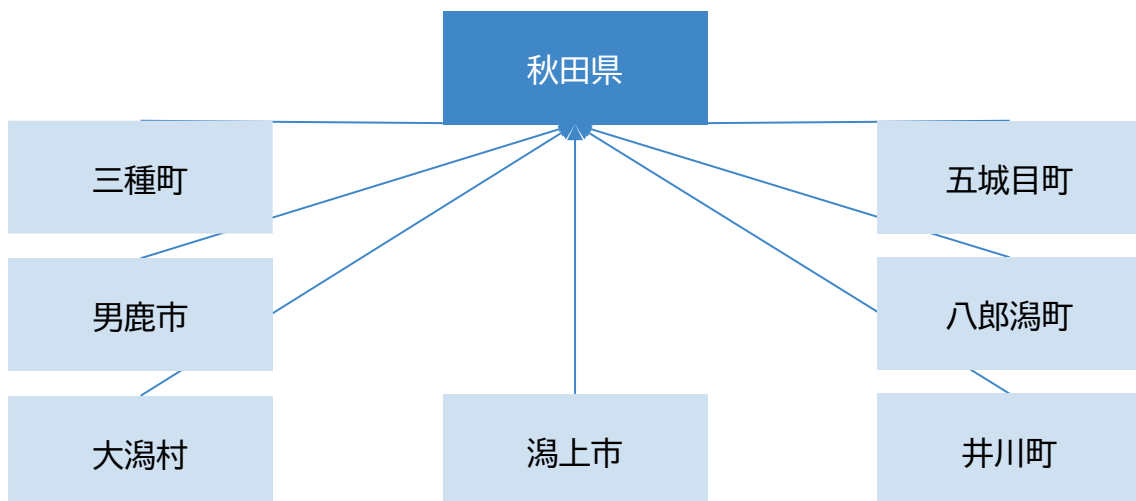 秋田県
三種町
五城目町
男鹿市
八郎潟町
大潟村
潟上市
井川町